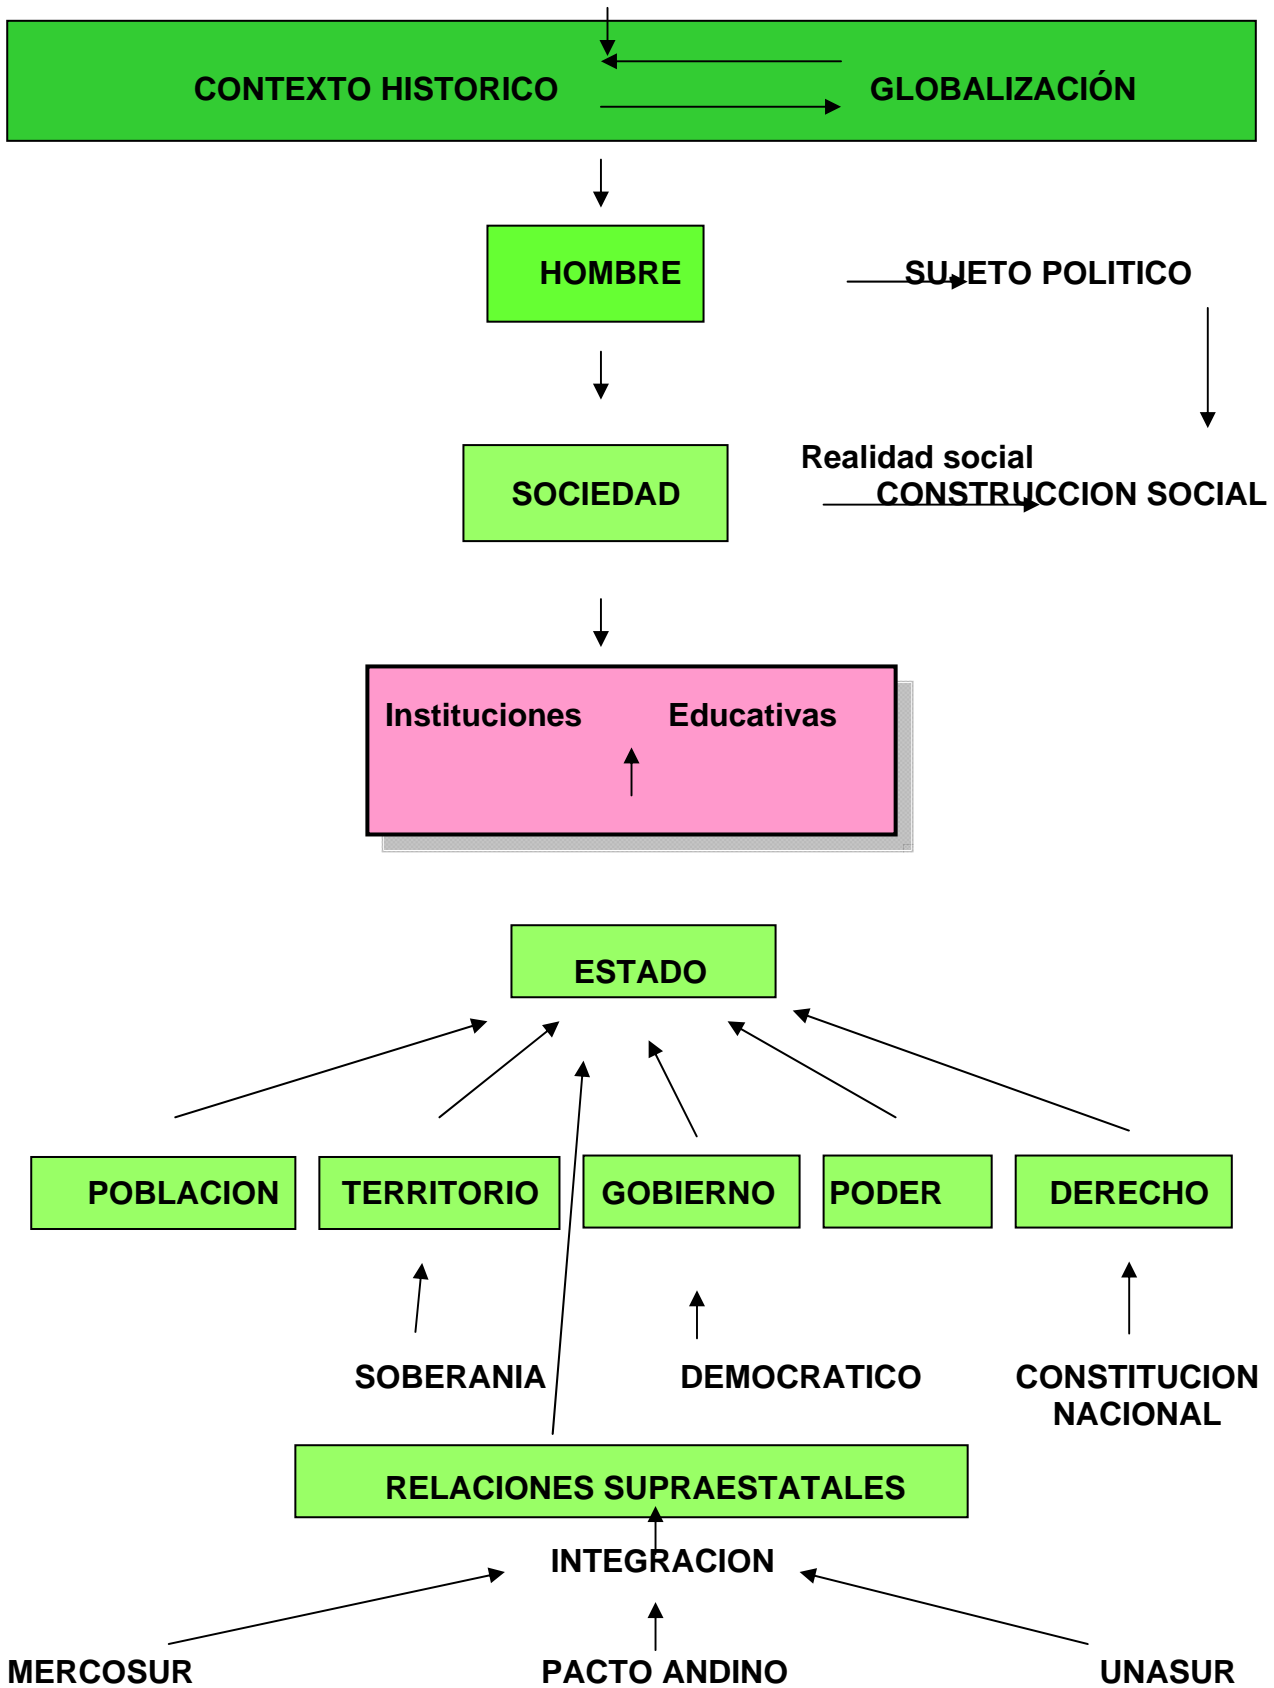 CONTEXTO HISTORICO GLOBALIZACIÓN
HOMBRE SUJETO POLITICO
Realidad social
SOCIEDAD CONSTRUCCION SOCIAL
Instituciones Educativas
ESTADO
POBLACION TERRITORIO GOBIERNO PODER DERECHO
SOBERANIA DEMOCRATICO CONSTITUCION
NACIONAL
RELACIONES SUPRAESTATALES
INTEGRACION
MERCOSUR PACTO ANDINO UNASUR